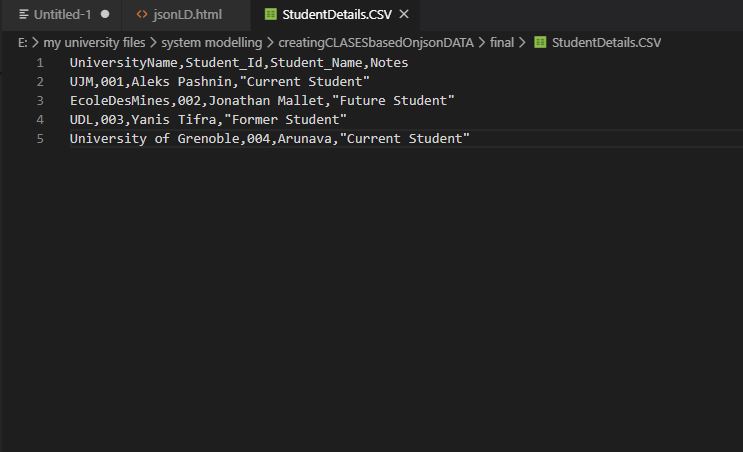 Untitled-1 jsonLD.html StudentDetails.CSV
E: > my university files > system modelling > creatingCLASESbasedOnjsonDATA > final > StudentDetails.CSV
1 UniversityName,Student_Id,Student_Name,Notes
2 UJM,001,Aleks Pashnin,"Current Student"
3 EcoleDesMines,002,Jonathan Mallet,"Future Student"
4 UDL,003,Yanis Tifra,"Former Student"
5 University of Grenoble,004,Arunava,"Current Student"